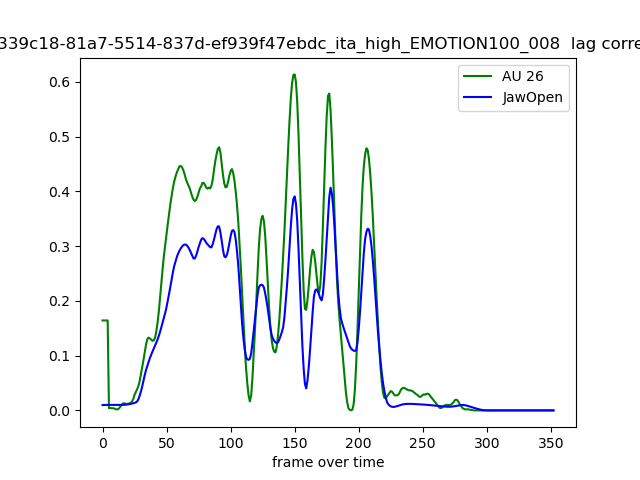 339c18-81a7-5514-837d-ef939f47ebdc_ita_high_EMOTION100_008 lag corre
AU 26
JawOpen
0.6
0.5
0.4
0.3
0.2
0.1
0.0
0 50 100 150 200 250 300 350
frame over time